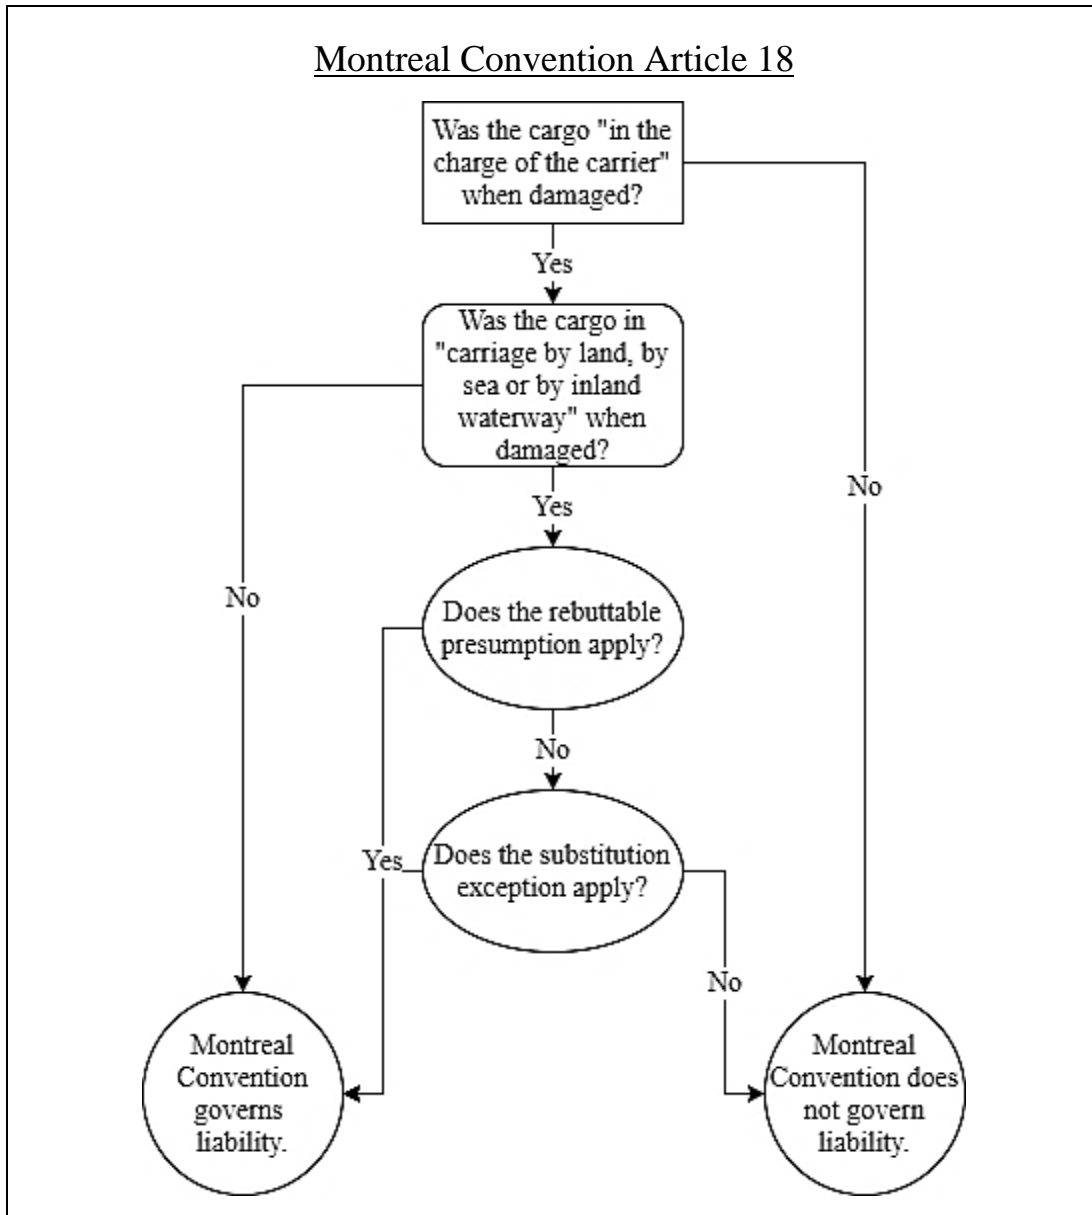 Montreal Convention Article 18
Was the cargo "in the
charge of the carrier"
when damaged?
Yes
Was the cargo in
"carriage by land, by
sea or by inland
waterway" when
damaged?
Yes
No
No
Does the rebuttable
presumption apply?
No
Yes
Does the substitution
exception apply?
No
Montreal
Convention
governs
liability.
Montreal
Convention does
not govern
liability.